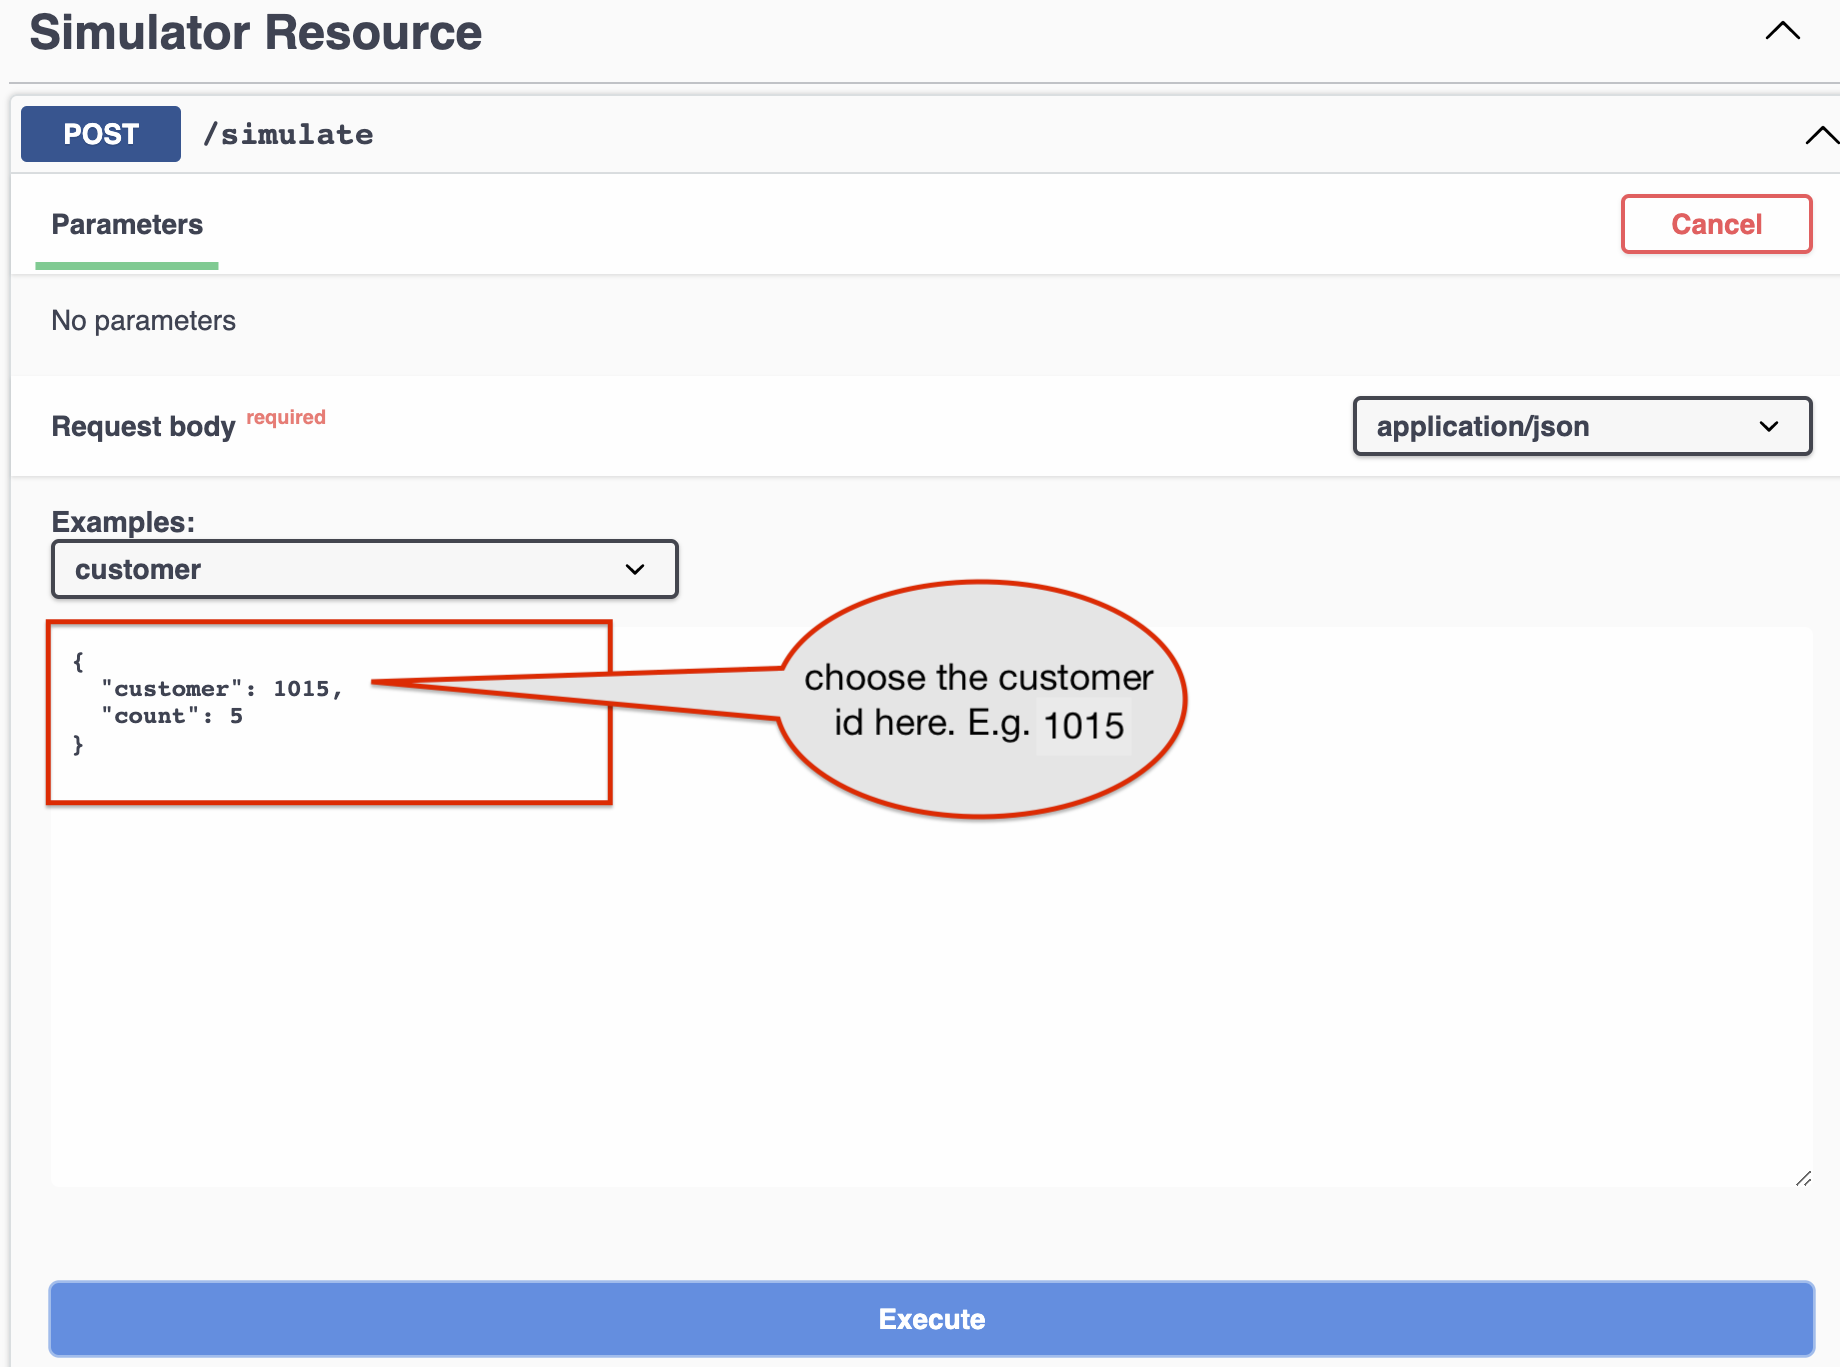 Simulator Resource
POST /simulate
Parameters
Cancel
No parameters
Request body required
application/json
Examples:
customer
{
"customer": 1015,
"count": 5
}
choose the customer
id here. E.g. 1015
Execute